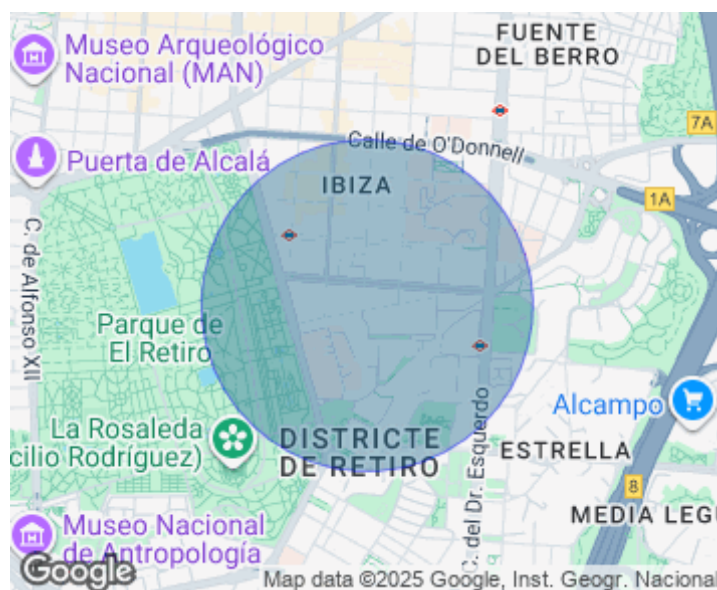 FUENTE
DEL BERRO
Museo Arqueológico
Nacional (MAN)
7A
Calle de O'Donnell
Puerta de Alcalá
IBIZA
1A
C. de Alfonso XII
Parque de
El Retiro
Alcampo
La Rosaleda
cilio Rodríguez)
DISTRICTE
DE RETIRO
C. del Dr. Esquerdo
ESTRELLA
8
MEDIA LEGU
Museo Nacional
de Antropología
Google
Map data ©2025 Google, Inst. Geogr. Nacional